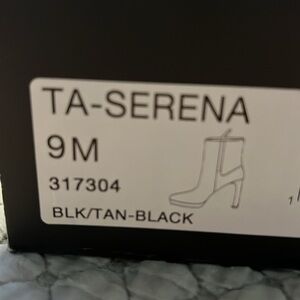 TA-SERENA
9M
317304
BLK/TAN-BLACK